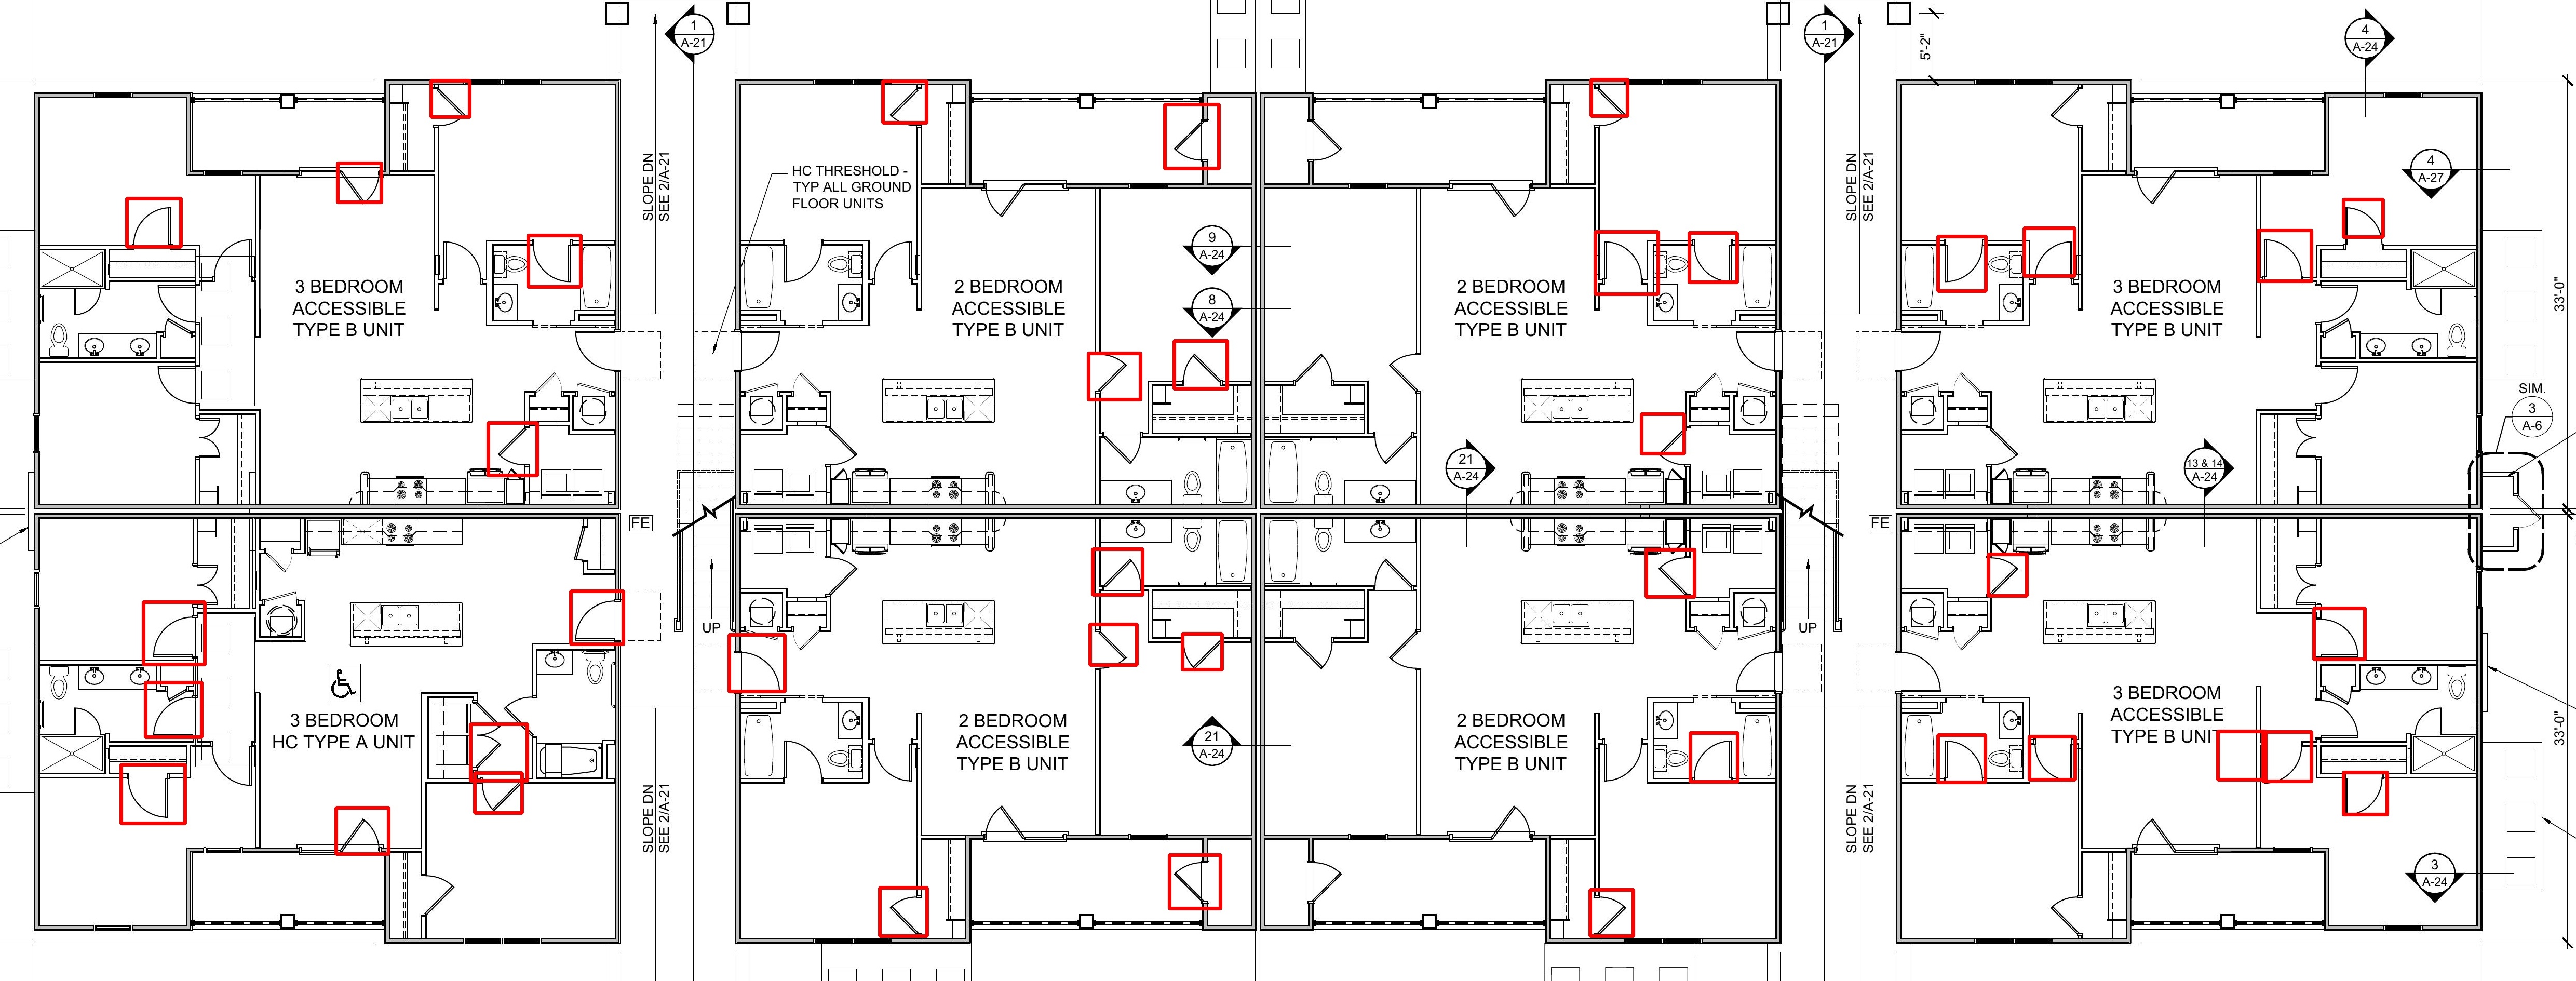 1
A-21
1
A-21
5'-2"
4
A-24
SLOPE DN
SEE 2/A-21
HC THRESHOLD -
TYP ALL GROUND
FLOOR UNITS
SLOPE DN
SEE 2/A-21
4
A-27
9
A-24
8
A-24
3 BEDROOM
ACCESSIBLE
TYPE B UNIT
2 BEDROOM
ACCESSIBLE
TYPE B UNIT
2 BEDROOM
ACCESSIBLE
TYPE B UNIT
3 BEDROOM
ACCESSIBLE
TYPE B UNIT
33'-0"
SIM.
3
A-6
21
A-24
13 & 14
A-24
FE
FE
UP
UP
3 BEDROOM
HC TYPE A UNIT
2 BEDROOM
ACCESSIBLE
TYPE B UNIT
21
A-24
2 BEDROOM
ACCESSIBLE
TYPE B UNIT
3 BEDROOM
ACCESSIBLE
TYPE B UNIT
33'-0"
SLOPE DN
SEE 2/A-21
SLOPE DN
SEE 2/A-21
3
A-24